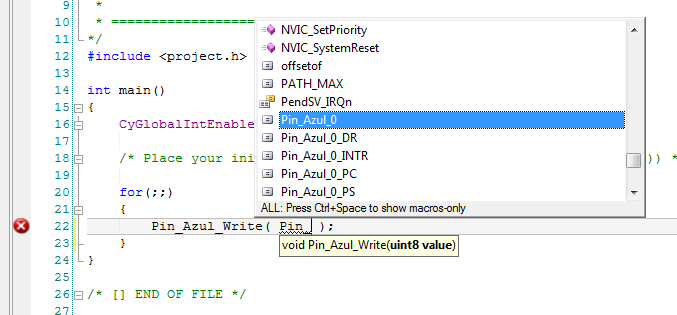 9 *
10 * =====================
11 */
12 #include <project.h>
13
14 int main()
15 {
16 CyGlobalIntEnable
17
18 /* Place your ini )) *
19
20 for(;;)
21 {
22 Pin_Azul_Write( Pin_ );
23 }
24 }
25
26 /* [] END OF FILE */
27
NVIC_SetPriority
NVIC_SystemReset
offsetof
PATH_MAX
PendSV_IRQn
Pin_Azul_0
Pin_Azul_0_DR
Pin_Azul_0_INTR
Pin_Azul_0_PC
Pin_Azul_0_PS
ALL: Press Ctrl+Space to show macros-only
void Pin_Azul_Write(uint8 value)